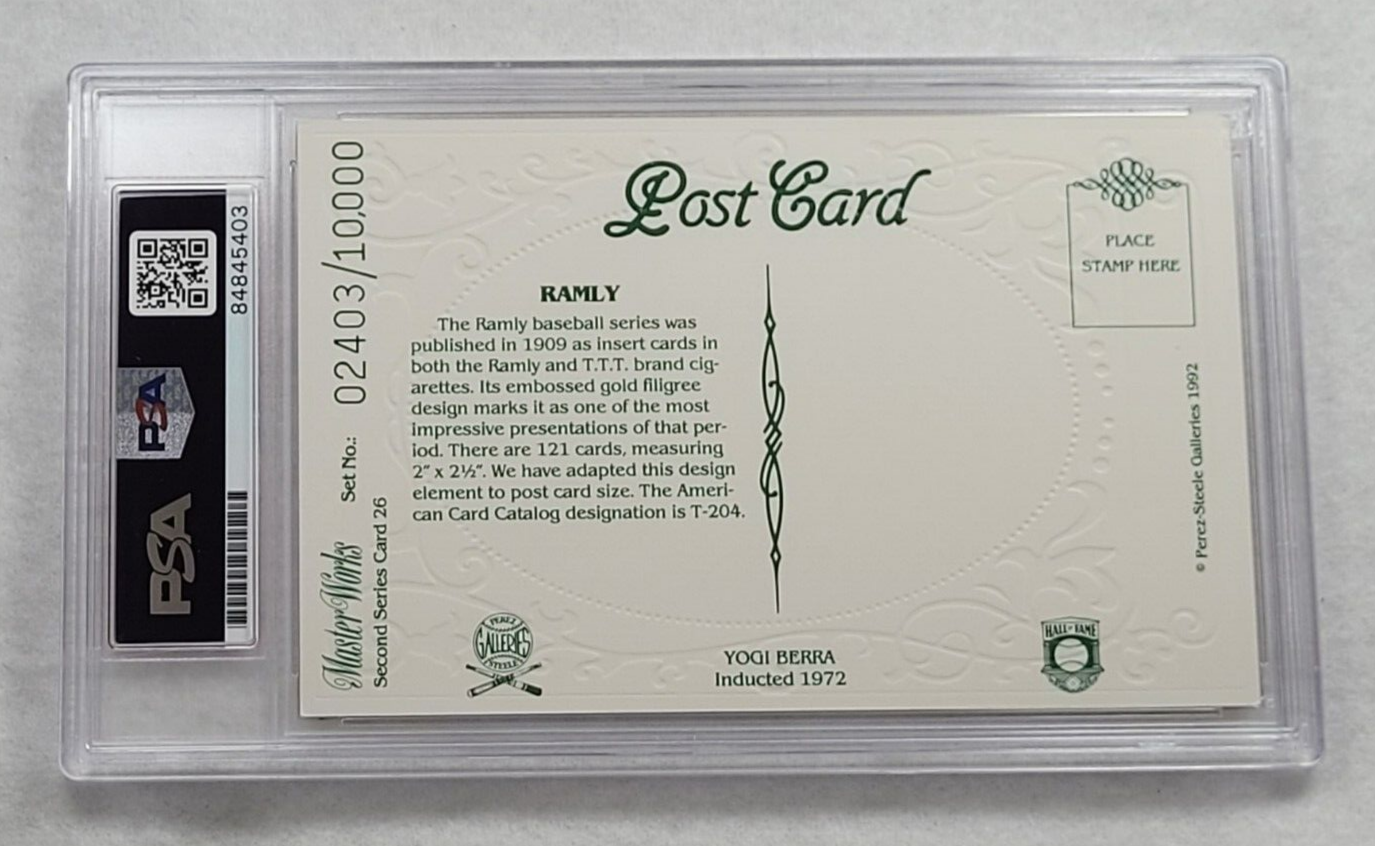 Post Card
PLACE
STAMP HERE
RAMLY
The Ramly baseball series was
published in 1909 as insert cards in
both the Ramly and T.T.T. brand cig-
arettes. Its embossed gold filigree
design marks it as one of the most
impressive presentations of that per-
iod. There are 121 cards, measuring
2" x 2½". We have adapted this design
element to post card size. The Ameri-
can Card Catalog designation is T-204.
YOGI BERRA
Inducted 1972
PEREZ
GALLERIES
STEELE
HALL OF FAME
© Perez-Steele Galleries 1992
MasterWorks Set No.: 02403/10,000
Second Series Card 26
PSA
PSA
84845403